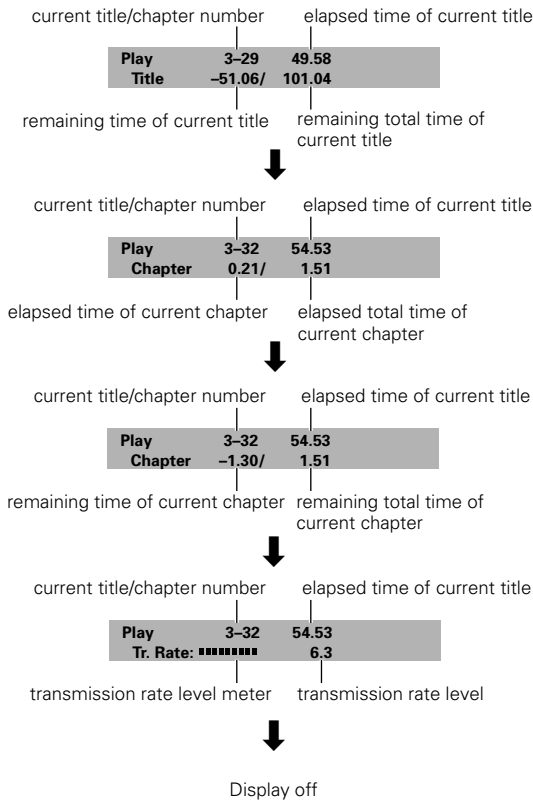 current title/chapter number elapsed time of current title
Play 3–29 49.58
Title –51.06/ 101.04
remaining time of current title remaining total time of
current title
current title/chapter number elapsed time of current title
Play 3–32 54.53
Chapter 0.21/ 1.51
elapsed time of current chapter elapsed total time of
current chapter
current title/chapter number elapsed time of current title
Play 3–32 54.53
Chapter –1.30/ 1.51
remaining time of current chapter remaining total time of
current chapter
current title/chapter number elapsed time of current title
Play 3–32 54.53
Tr. Rate: 6.3
transmission rate level meter transmission rate level
Display off